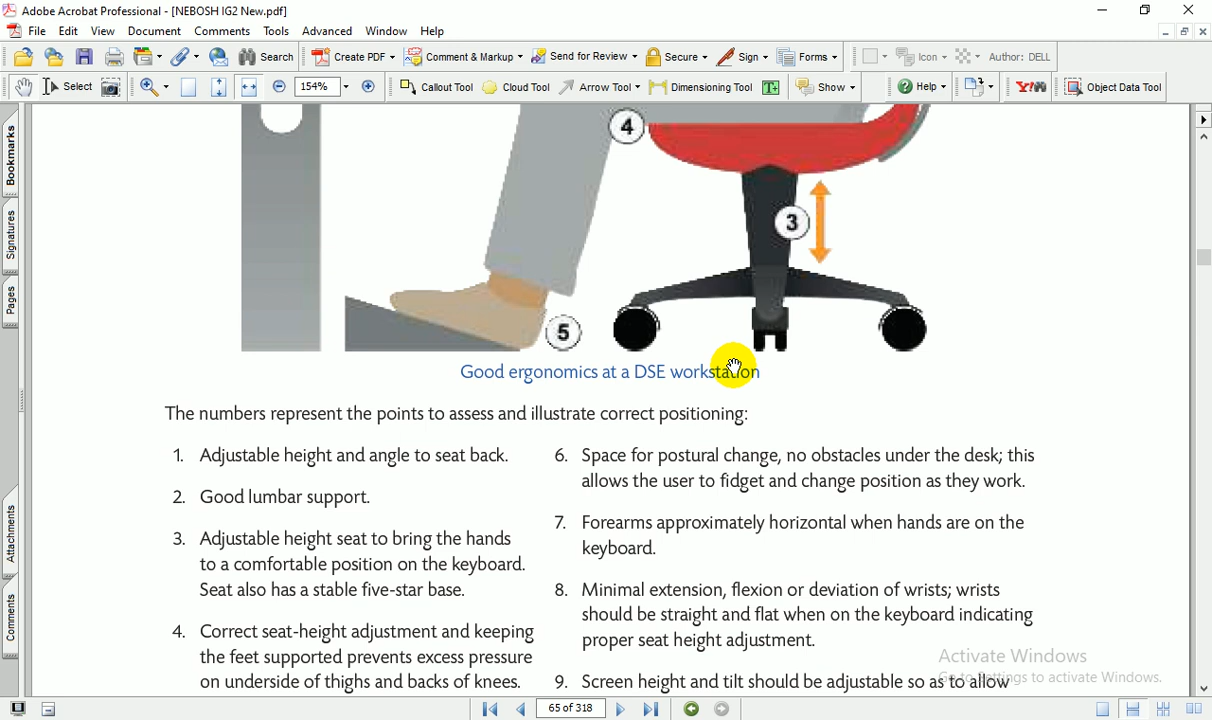 Adobe Acrobat Professional - [NEBOSH IG2 New.pdf]
File Edit View Document Comments Tools Advanced Window Help
Search Create PDF Comment & Markup Send for Review Secure Sign Forms Icon Author: DELL
Select 154% Callout Tool Cloud Tool Arrow Tool Dimensioning Tool T Show Help Y! Object Data Tool
Bookmarks
Signatures
Pages
Attachments
Comments
4
3
5
Good ergonomics at a DSE workstation
The numbers represent the points to assess and illustrate correct positioning:
1. Adjustable height and angle to seat back.
2. Good lumbar support.
3. Adjustable height seat to bring the hands
to a comfortable position on the keyboard.
Seat also has a stable five-star base.
4. Correct seat-height adjustment and keeping
the feet supported prevents excess pressure
on underside of thighs and backs of knees.
6. Space for postural change, no obstacles under the desk; this
allows the user to fidget and change position as they work.
7. Forearms approximately horizontal when hands are on the
keyboard.
8. Minimal extension, flexion or deviation of wrists; wrists
should be straight and flat when on the keyboard indicating
proper seat height adjustment.
9. Screen height and tilt should be adjustable so as to allow
Activate Windows
Go to Settings to activate Windows.
65 of 318